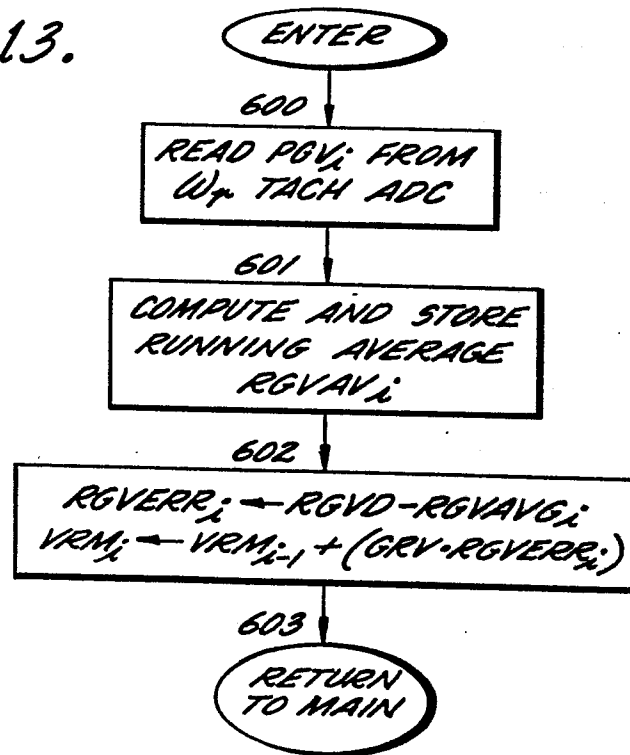 13.
ENTER
600
READ PGVi FROM
Wr TACH ADC
601
COMPUTE AND STORE
RUNNING AVERAGE
RGVAVi
602
RGVERRi ← RGVD-RGVAVGi
VRMi ← VRMi-1 + (GRV·RGVERRi)
603
RETURN
TO MAIN